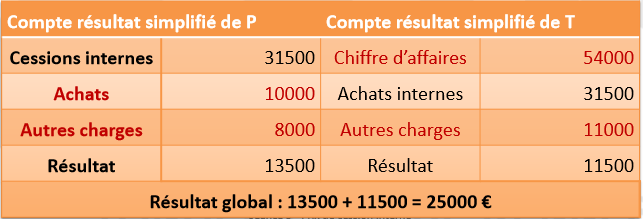 Compte résultat simplifié de P Compte résultat simplifié de T
Cessions internes 31500 Chiffre d'affaires 54000
Achats 10000 Achats internes 31500
Autres charges 8000 Autres charges 11000
Résultat 13500 Résultat 11500
Résultat global : 13500 + 11500 = 25000 €